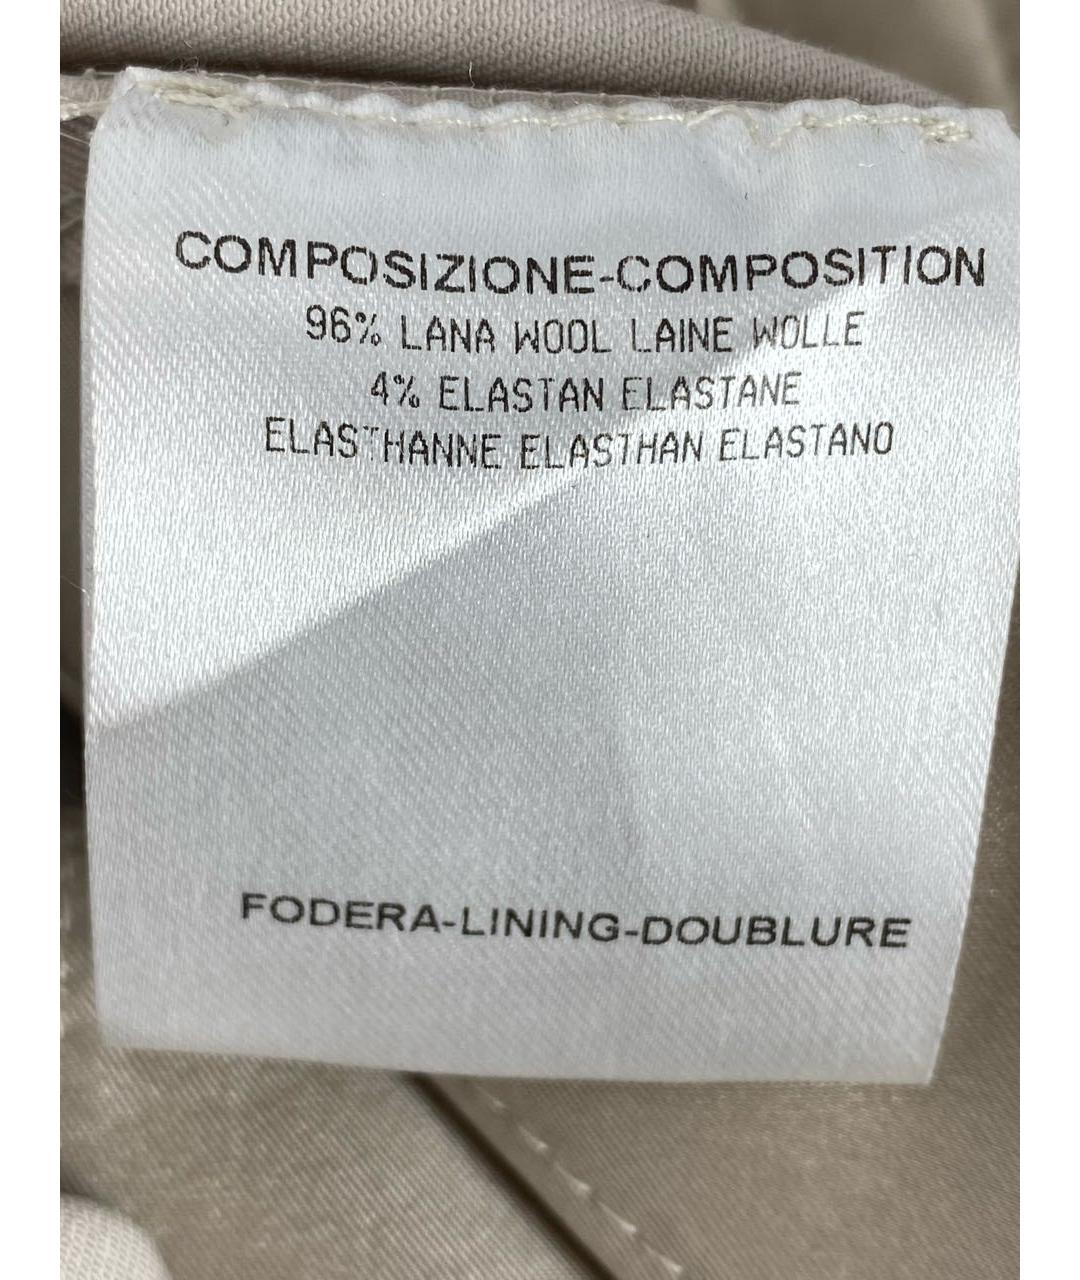 COMPOSIZIONE-COMPOSITION
96% LANA WOOL LAINE WOLLE
4% ELASTAN ELASTANE
ELASTHANNE ELASTHAN ELASTANO
FODERA-LINING-DOUBLURE